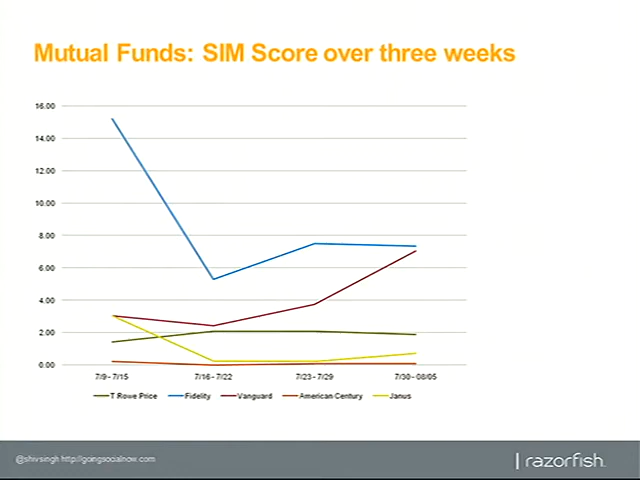 Mutual Funds: SIM Score over three weeks
16.00
14.00
12.00
10.00
8.00
6.00
4.00
2.00
0.00
7/9 - 7/15 7/16 - 7/22 7/23 - 7/29 7/30 - 08/05
T Rowe Price Fidelity Vanguard American Century Janus
@shivsingh http://goingsocialnow.com
razorfish.